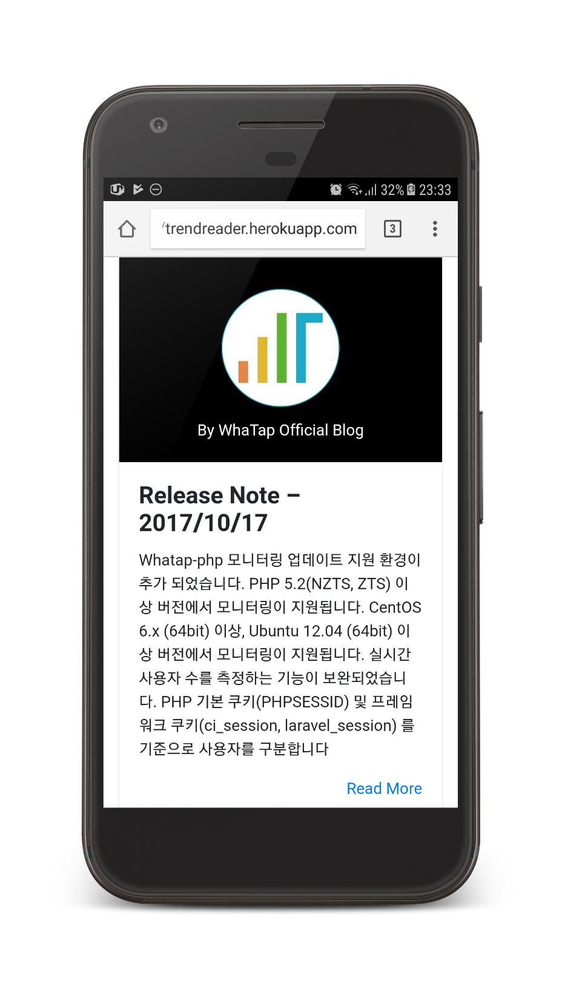 32% 23:33
/trendreader.herokuapp.com
3
By WhaTap Official Blog
Release Note –
2017/10/17
Whatap-php 모니터링 업데이트 지원 환경이
추가 되었습니다. PHP 5.2(NZTS, ZTS) 이
상 버전에서 모니터링이 지원됩니다. CentOS
6.x (64bit) 이상, Ubuntu 12.04 (64bit) 이
상 버전에서 모니터링이 지원됩니다. 실시간
사용자 수를 측정하는 기능이 보완되었습니
다. PHP 기본 쿠키(PHPSESSID) 및 프레임
워크 쿠키(ci_session, laravel_session) 를
기준으로 사용자를 구분합니다
Read More